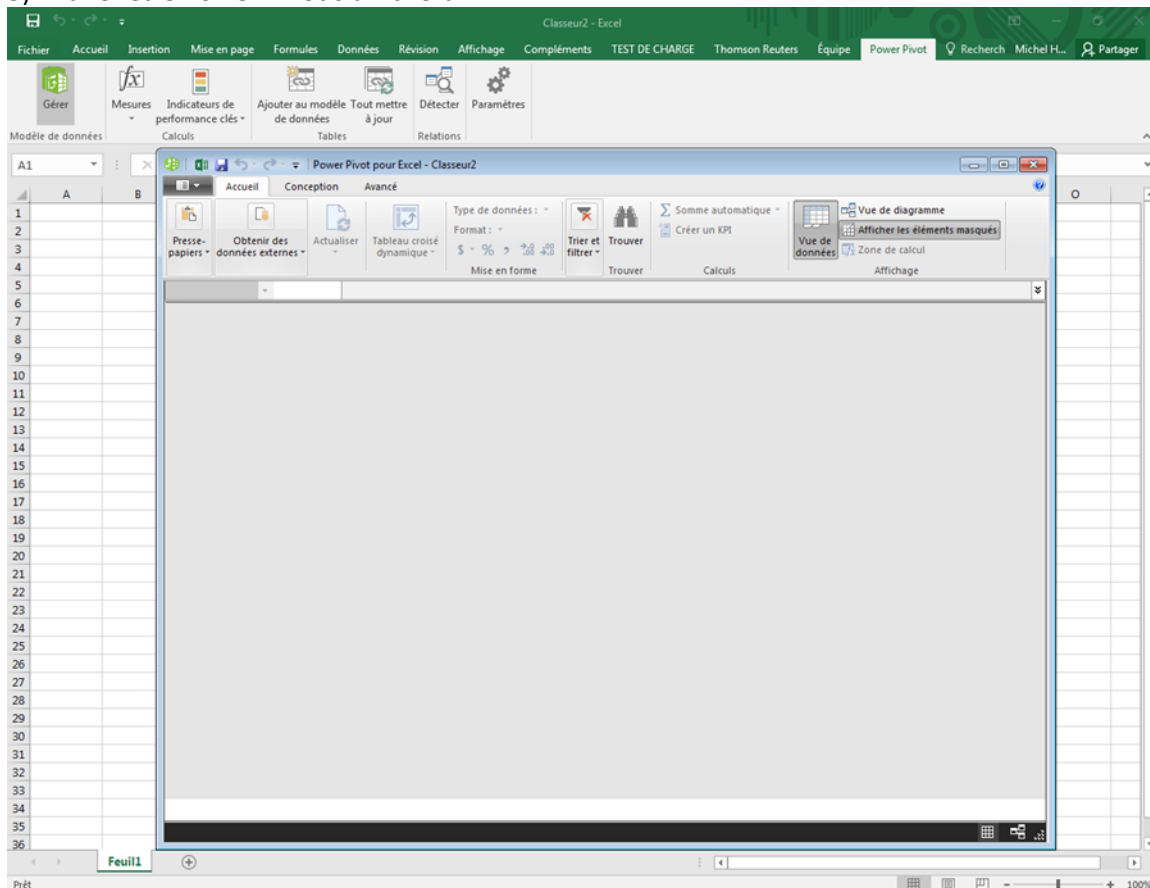 Classeur2 - Excel
Fichier Accueil Insertion Mise en page Formules Données Révision Affichage Compléments TEST DE CHARGE Thomson Reuters Équipe Power Pivot Recherch Michel H... Partager
Gérer
Mesures
Indicateurs de performance clés
Ajouter au modèle de données
Tout mettre à jour
Détecter
Paramètres
Modèle de données Calculs Tables Relations
A1
Power Pivot pour Excel - Classeur2
Accueil Conception Avancé
Presse-papiers
Obtenir des données externes
Actualiser
Tableau croisé dynamique
Type de données :
Format :
$ % ,
Mise en forme
Trier et filtrer
Trouver
Trouver
Somme automatique
Créer un KPI
Calculs
Vue de données
Vue de diagramme
Afficher les éléments masqués
Zone de calcul
Affichage
A B O
1
2
3
4
5
6
7
8
9
10
11
12
13
14
15
16
17
18
19
20
21
22
23
24
25
26
27
28
29
30
31
32
33
34
35
36
Feuil1
Prêt
100%